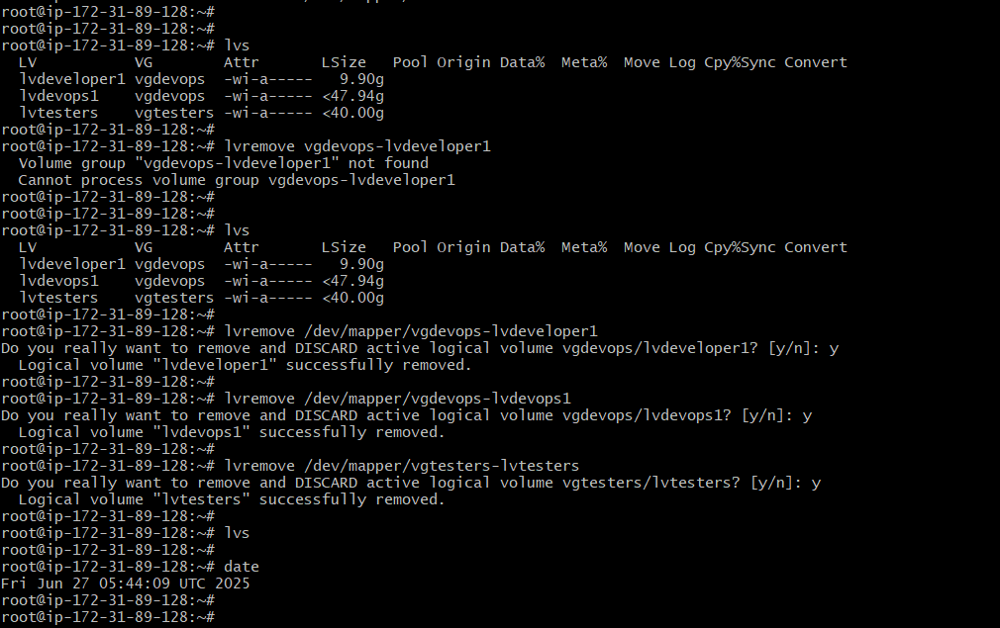 root@ip-172-31-89-128:~#
root@ip-172-31-89-128:~#
root@ip-172-31-89-128:~# lvs
  LV         VG        Attr       LSize   Pool Origin Data%  Meta%  Move Log Cpy%Sync Convert
  lvdeveloper1 vgdevops  -wi-a-----   9.90g
  lvdevops1    vgdevops  -wi-a----- <47.94g
  lvtesters    vgtesters -wi-a----- <40.00g
root@ip-172-31-89-128:~#
root@ip-172-31-89-128:~# lvremove vgdevops-lvdeveloper1
  Volume group "vgdevops-lvdeveloper1" not found
  Cannot process volume group vgdevops-lvdeveloper1
root@ip-172-31-89-128:~#
root@ip-172-31-89-128:~#
root@ip-172-31-89-128:~# lvs
  LV           VG        Attr       LSize   Pool Origin Data%  Meta%  Move Log Cpy%Sync Convert
  lvdeveloper1 vgdevops  -wi-a-----   9.90g
  lvdevops1    vgdevops  -wi-a----- <47.94g
  lvtesters    vgtesters -wi-a----- <40.00g
root@ip-172-31-89-128:~#
root@ip-172-31-89-128:~# lvremove /dev/mapper/vgdevops-lvdeveloper1
Do you really want to remove and DISCARD active logical volume vgdevops/lvdeveloper1? [y/n]: y
  Logical volume "lvdeveloper1" successfully removed.
root@ip-172-31-89-128:~#
root@ip-172-31-89-128:~# lvremove /dev/mapper/vgdevops-lvdevops1
Do you really want to remove and DISCARD active logical volume vgdevops/lvdevops1? [y/n]: y
  Logical volume "lvdevops1" successfully removed.
root@ip-172-31-89-128:~#
root@ip-172-31-89-128:~# lvremove /dev/mapper/vgtesters-lvtesters
Do you really want to remove and DISCARD active logical volume vgtesters/lvtesters? [y/n]: y
  Logical volume "lvtesters" successfully removed.
root@ip-172-31-89-128:~#
root@ip-172-31-89-128:~# lvs
root@ip-172-31-89-128:~#
root@ip-172-31-89-128:~# date
Fri Jun 27 05:44:09 UTC 2025
root@ip-172-31-89-128:~#
root@ip-172-31-89-128:~#